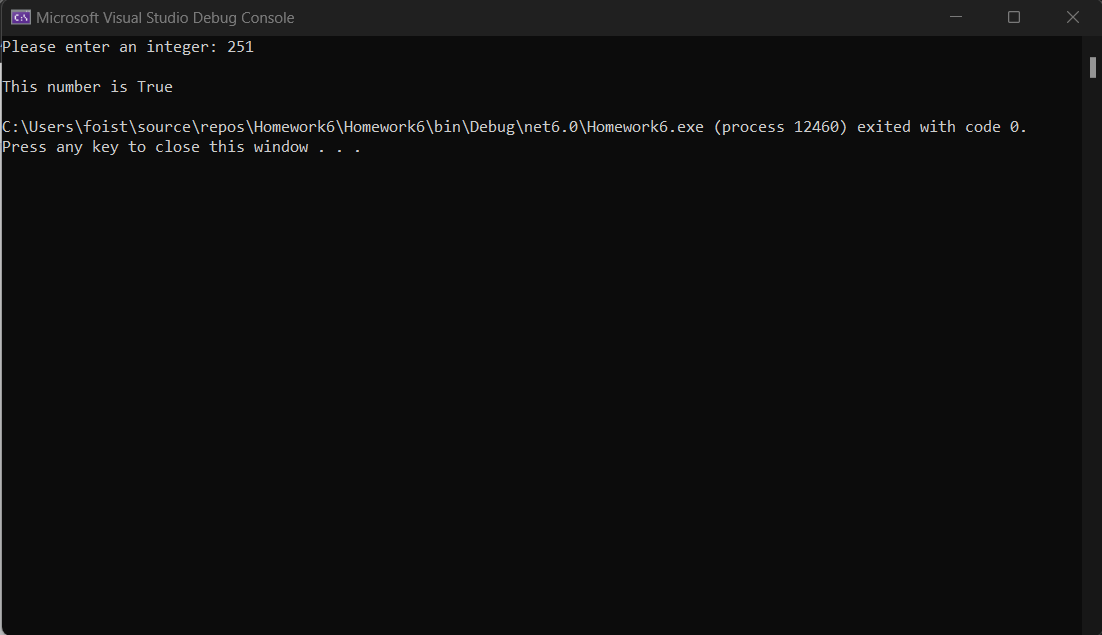 Microsoft Visual Studio Debug Console
Please enter an integer: 251
This number is True
C:\Users\foist\source\repos\Homework6\Homework6\bin\Debug\net6.0\Homework6.exe (process 12460) exited with code 0.
Press any key to close this window . . .